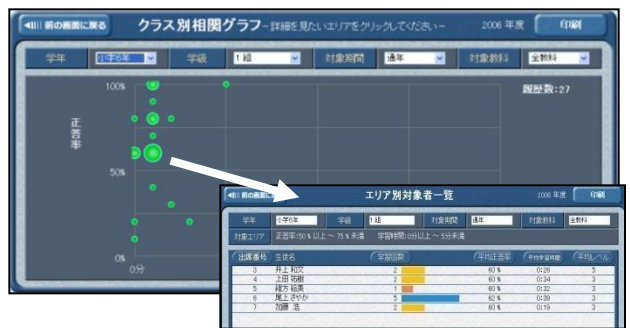 前の画面に戻る クラス別相関グラフ-詳細を見たいエリアをクリックしてください- 2006 年度 印刷
学年 小学6年 学級 1 組 対象期間 通年 対象教科 全教科
履歴数:27
正答率
100%
50%
0%
0分
前の画面に エリア別対象者一覧 2006 年度 印刷
学年 小学6年 学級 1 組 対象期間 通年 対象教科 全教科
対象エリア 正答率:50％以上～75％未満 学習時間:0分以上～5分未満
出席番号 生徒名 学習回数 平均正答率 平均学習時間 平均レベル
3 井上 和文 2 60 % 0:26 5
4 上田 祐樹 2 60 % 0:34 3
5 緒方 絵美 1 60 % 0:32 3
6 尾上 さやか 5 62 % 0:39 3
7 加藤 浩 2 60 % 0:19 3